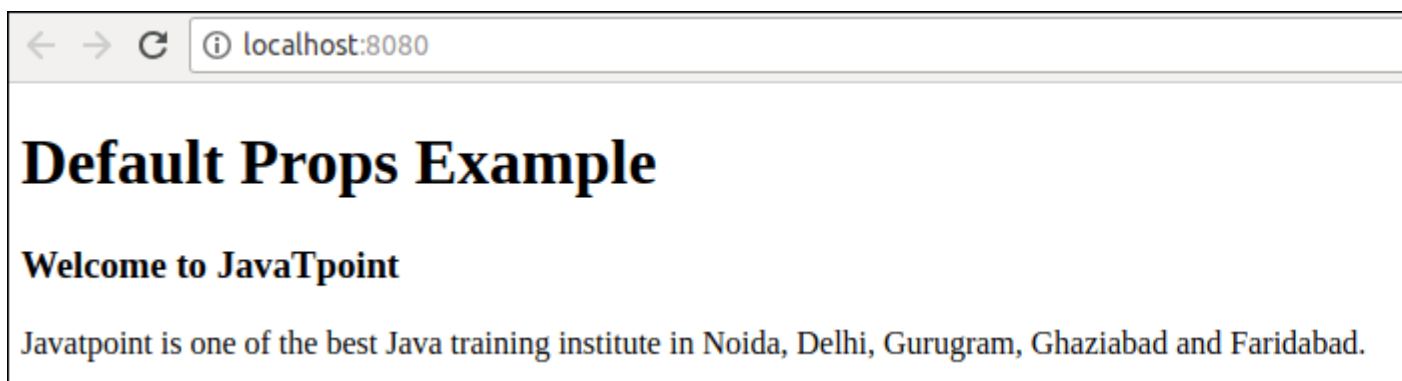 localhost:8080
Default Props Example
Welcome to JavaTpoint
Javatpoint is one of the best Java training institute in Noida, Delhi, Gurugram, Ghaziabad and Faridabad.